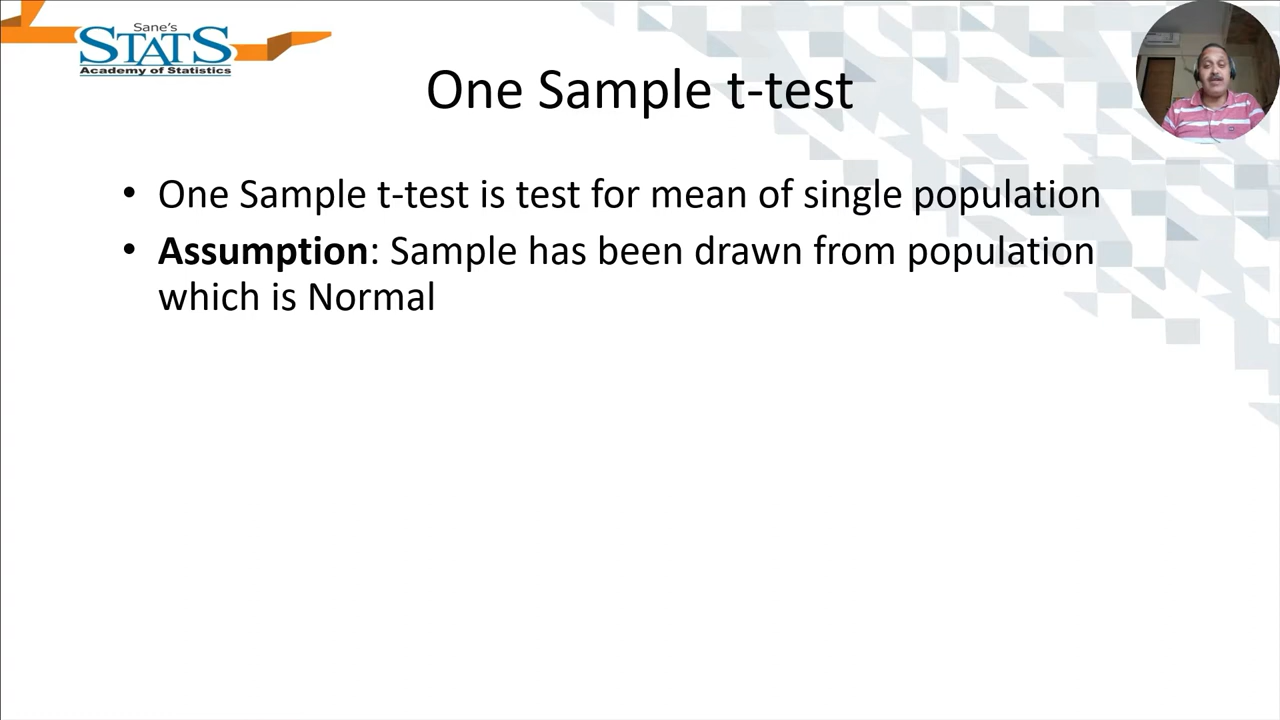 Sane's
STATS
Academy of Statistics
One Sample t-test
• One Sample t-test is test for mean of single population
• Assumption: Sample has been drawn from population
which is Normal